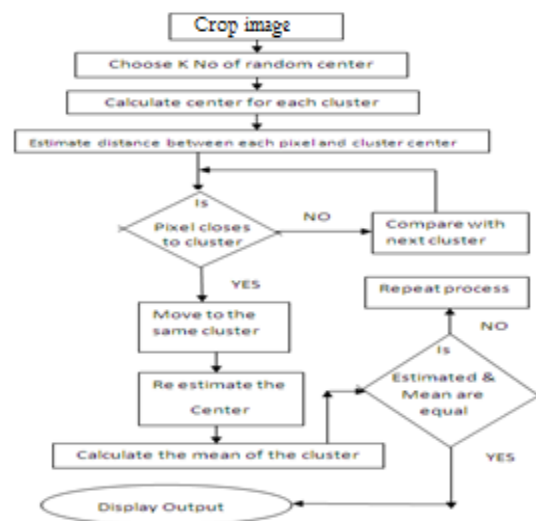 Crop image
Choose K No of random center
Calculate center for each cluster
Estimate distance between each pixel and cluster center
Is
Pixel closes
to cluster
NO
Compare with
next cluster
YES
Move to the
same cluster
Re estimate the
Center
Calculate the mean of the cluster
Repeat process
NO
Is
Estimated &
Mean are
equal
YES
Display Output